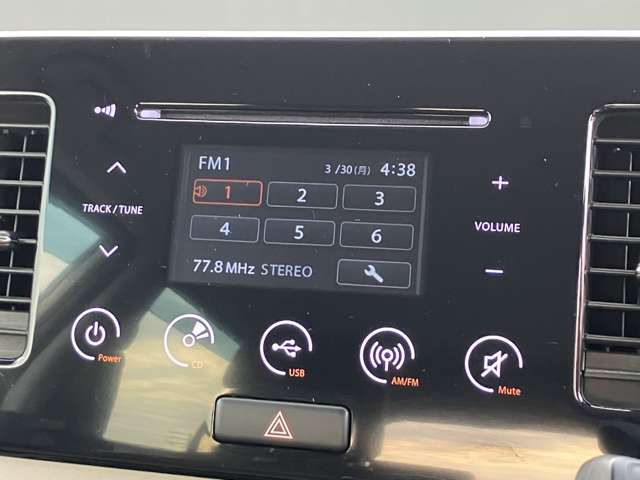 FM1 3/30(月) 4:38
1 2 3
4 5 6
77.8MHz STEREO
TRACK/TUNE
+
VOLUME
−
Power
CD
USB
AM/FM
Mute